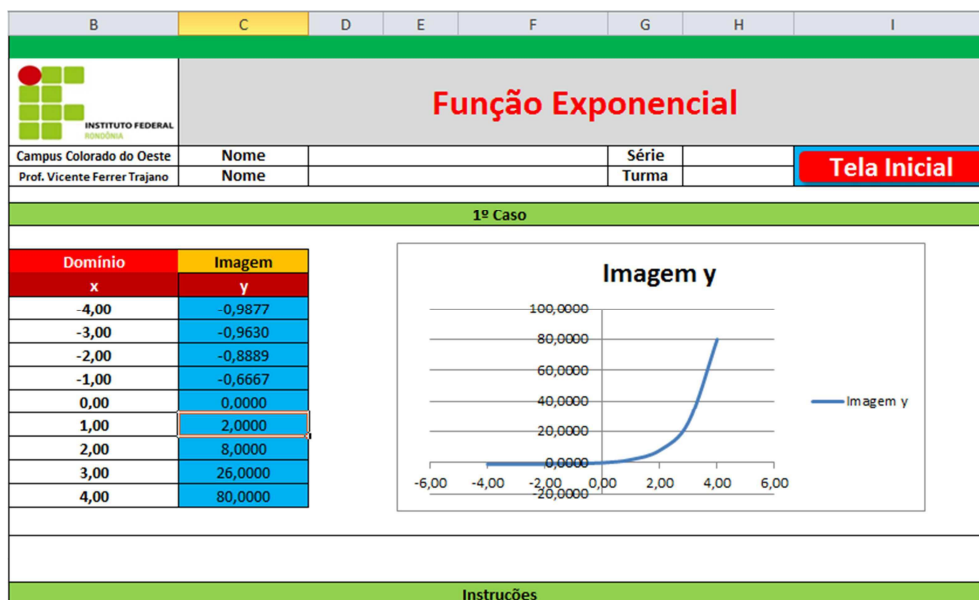 B C D E F G H I
INSTITUTO FEDERAL
RONDÔNIA
Função Exponencial
Campus Colorado do Oeste Nome Série
Prof. Vicente Ferrer Trajano Nome Turma
Tela Inicial
1º Caso
Domínio Imagem
x y
-4,00 -0,9877
-3,00 -0,9630
-2,00 -0,8889
-1,00 -0,6667
0,00 0,0000
1,00 2,0000
2,00 8,0000
3,00 26,0000
4,00 80,0000
Imagem y
100,0000
80,0000
60,0000
40,0000
20,0000
0,0000
-20,0000
-6,00 -4,00 -2,00 0,00 2,00 4,00 6,00
Imagem y
Instruções